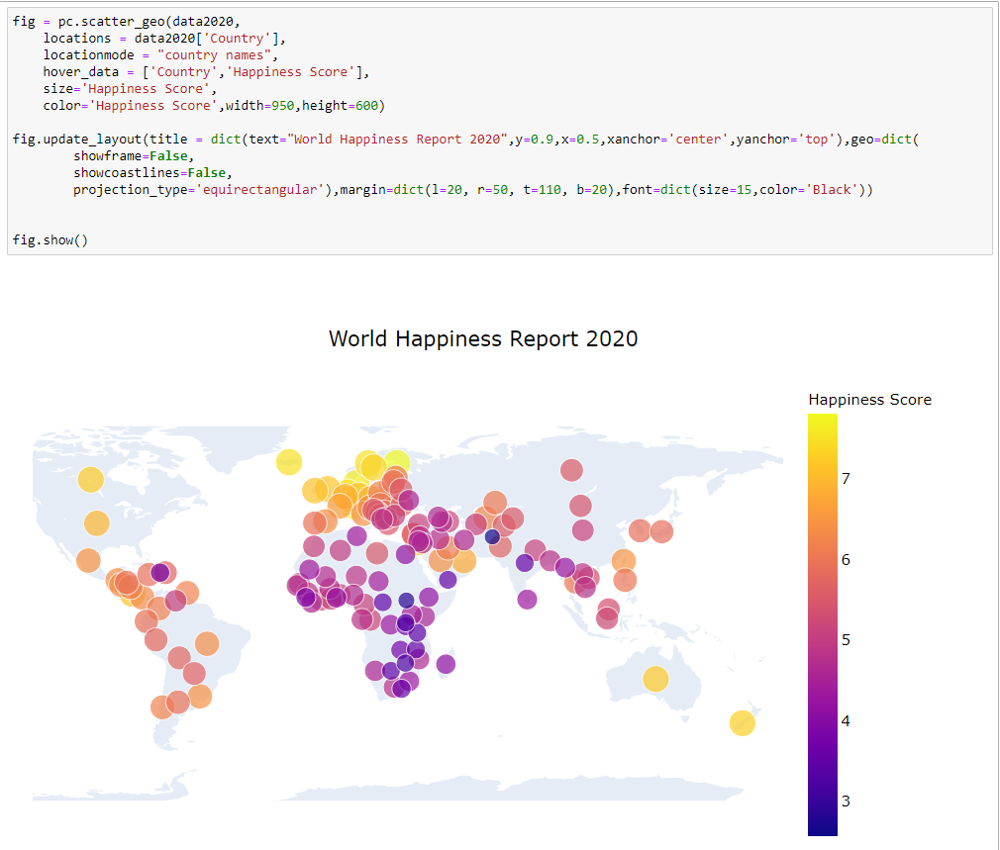 fig = pc.scatter_geo(data2020,
    locations = data2020['Country'],
    locationmode = "country names",
    hover_data = ['Country','Happiness Score'],
    size='Happiness Score',
    color='Happiness Score',width=950,height=600)
fig.update_layout(title = dict(text="World Happiness Report 2020",y=0.9,x=0.5,xanchor='center',yanchor='top'),geo=dict(
        showframe=False,
        showcoastlines=False,
        projection_type='equirectangular'),margin=dict(l=20, r=50, t=110, b=20),font=dict(size=15,color='Black'))
fig.show()
World Happiness Report 2020
Happiness Score
7
6
5
4
3